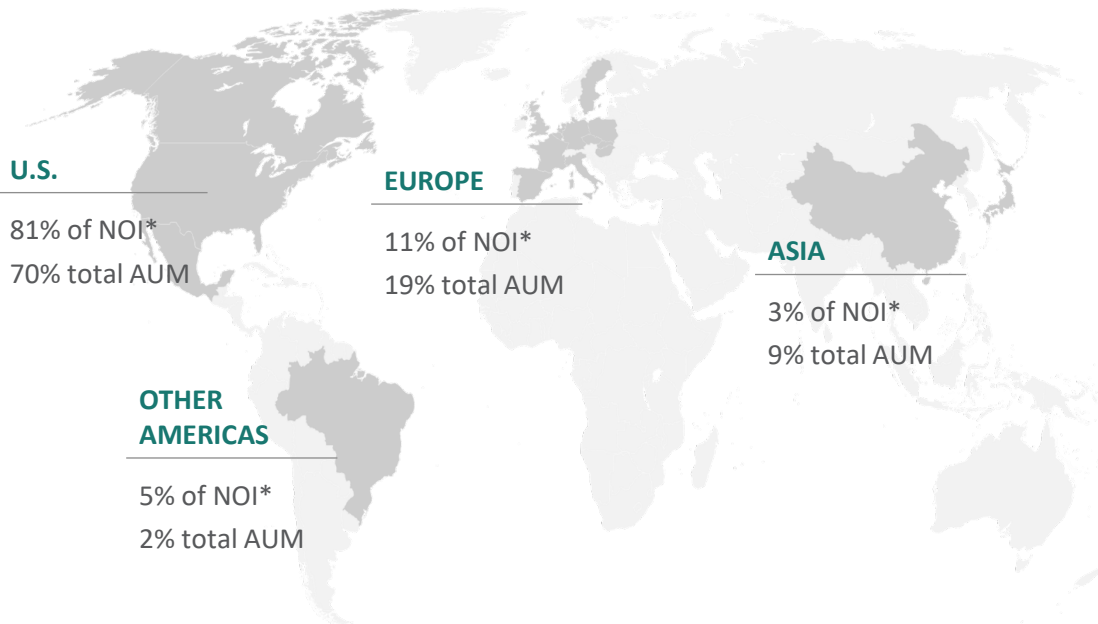 U.S.
81% of NOI*
70% total AUM
EUROPE
11% of NOI*
19% total AUM
ASIA
3% of NOI*
9% total AUM
OTHER
AMERICAS
5% of NOI*
2% total AUM